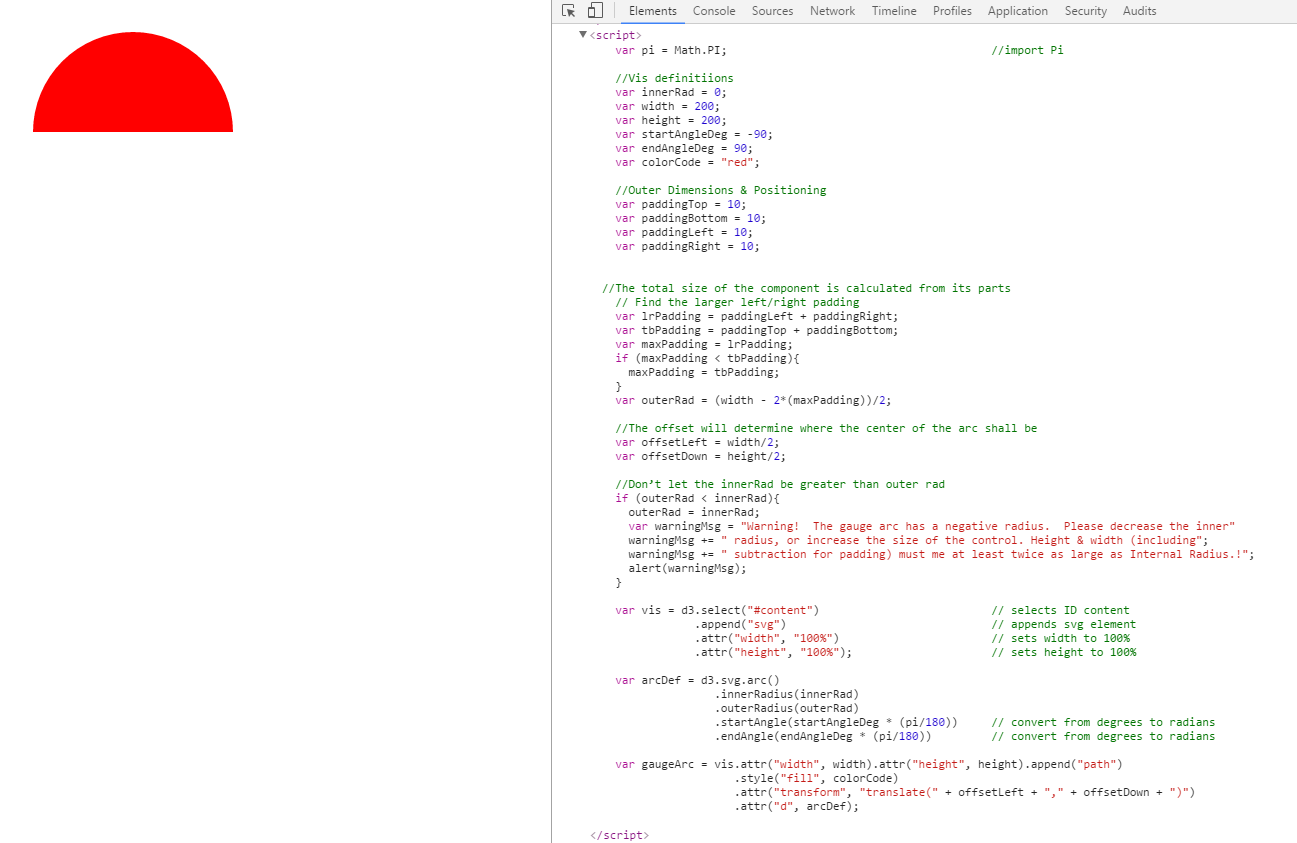 Elements Console Sources Network Timeline Profiles Application Security Audits
▼<script>
var pi = Math.PI; //import Pi
//Vis definitiions
var innerRad = 0;
var width = 200;
var height = 200;
var startAngleDeg = -90;
var endAngleDeg = 90;
var colorCode = "red";
//Outer Dimensions & Positioning
var paddingTop = 10;
var paddingBottom = 10;
var paddingLeft = 10;
var paddingRight = 10;
//The total size of the component is calculated from its parts
// Find the larger left/right padding
var lrPadding = paddingLeft + paddingRight;
var tbPadding = paddingTop + paddingBottom;
var maxPadding = lrPadding;
if (maxPadding < tbPadding){
maxPadding = tbPadding;
}
var outerRad = (width - 2*(maxPadding))/2;
//The offset will determine where the center of the arc shall be
var offsetLeft = width/2;
var offsetDown = height/2;
//Don’t let the innerRad be greater than outer rad
if (outerRad < innerRad){
outerRad = innerRad;
var warningMsg = "Warning!  The gauge arc has a negative radius.  Please decrease the inner"
warningMsg += " radius, or increase the size of the control. Height & width (including";
warningMsg += " subtraction for padding) must me at least twice as large as Internal Radius.!";
alert(warningMsg);
}
var vis = d3.select("#content") // selects ID content
.append("svg") // appends svg element
.attr("width", "100%") // sets width to 100%
.attr("height", "100%"); // sets height to 100%
var arcDef = d3.svg.arc()
.innerRadius(innerRad)
.outerRadius(outerRad)
.startAngle(startAngleDeg * (pi/180)) // convert from degrees to radians
.endAngle(endAngleDeg * (pi/180)) // convert from degrees to radians
var gaugeArc = vis.attr("width", width).attr("height", height).append("path")
.style("fill", colorCode)
.attr("transform", "translate(" + offsetLeft + "," + offsetDown + ")")
.attr("d", arcDef);
</script>